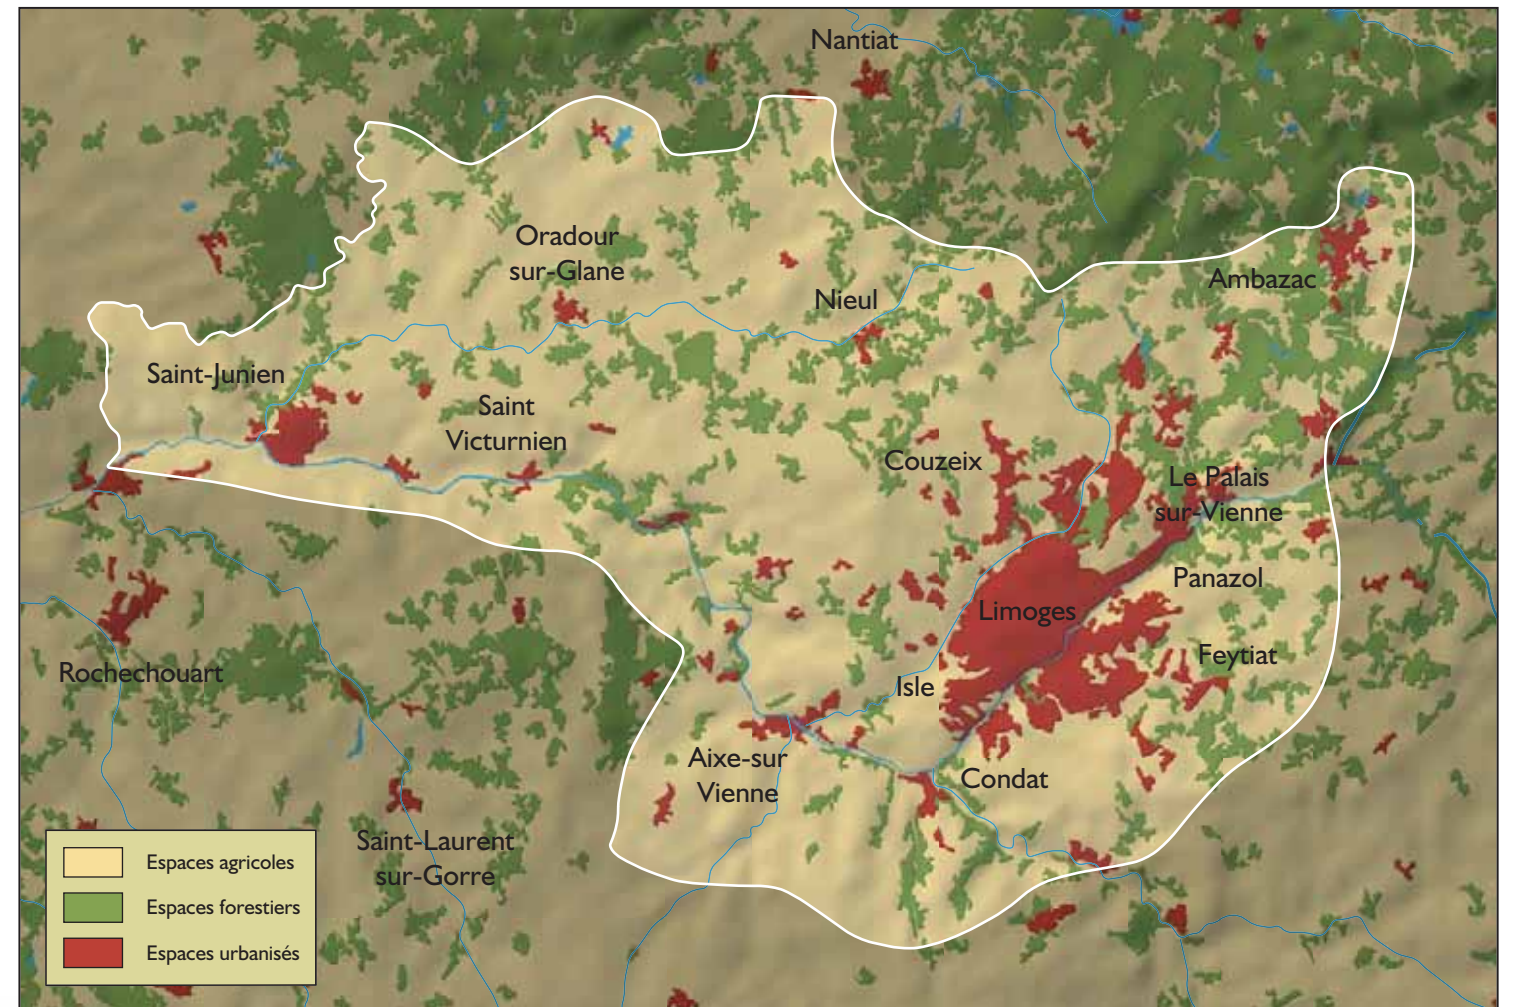 Nantiat
Oradour
sur-Glane
Ambazac
Nieul
Saint-Junien
Saint
Victurnien
Couzeix
Le Palais
sur-Vienne
Panazol
Limoges
Feytiat
Rochechouart
Isle
Aixe-sur
Vienne
Condat
Saint-Laurent
sur-Gorre
Espaces agricoles
Espaces forestiers
Espaces urbanisés